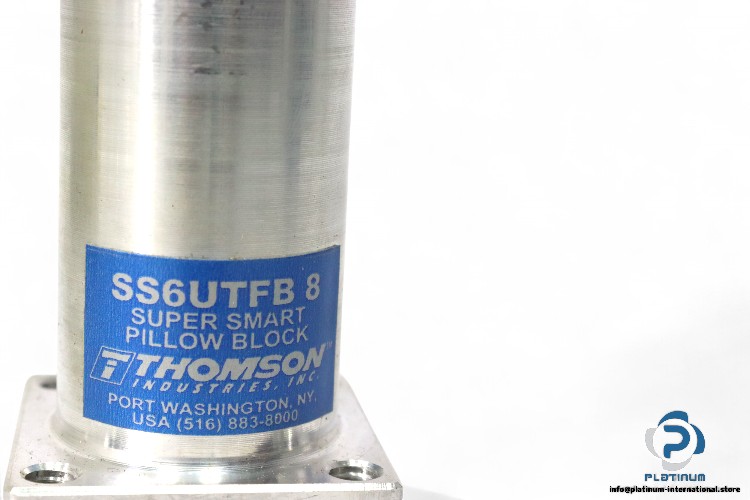 SS6UTFB 8
SUPER SMART
PILLOW BLOCK
THOMSON™
INDUSTRIES, INC.
PORT WASHINGTON, NY,
USA (516) 883-8000
PLATINUM
info@platinum-international.store